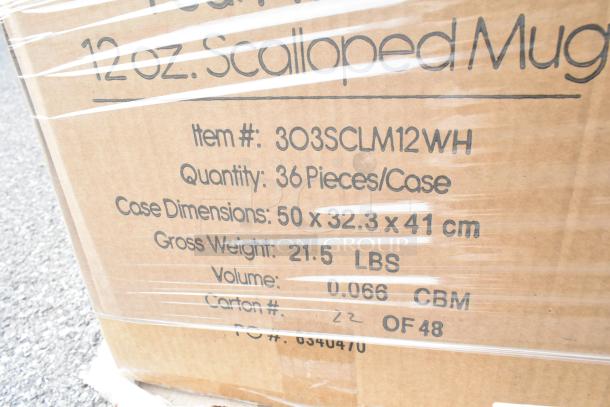 12 oz. Scalloped Mug
Item #: 303SCLM12WH
Quantity: 36 Pieces/Case
Case Dimensions: 50 x 32.3 x 41 cm
Gross Weight: 21.5 LBS
Volume: 0.066 CBM
Carton #. 22 OF 48
PO #: 6340470